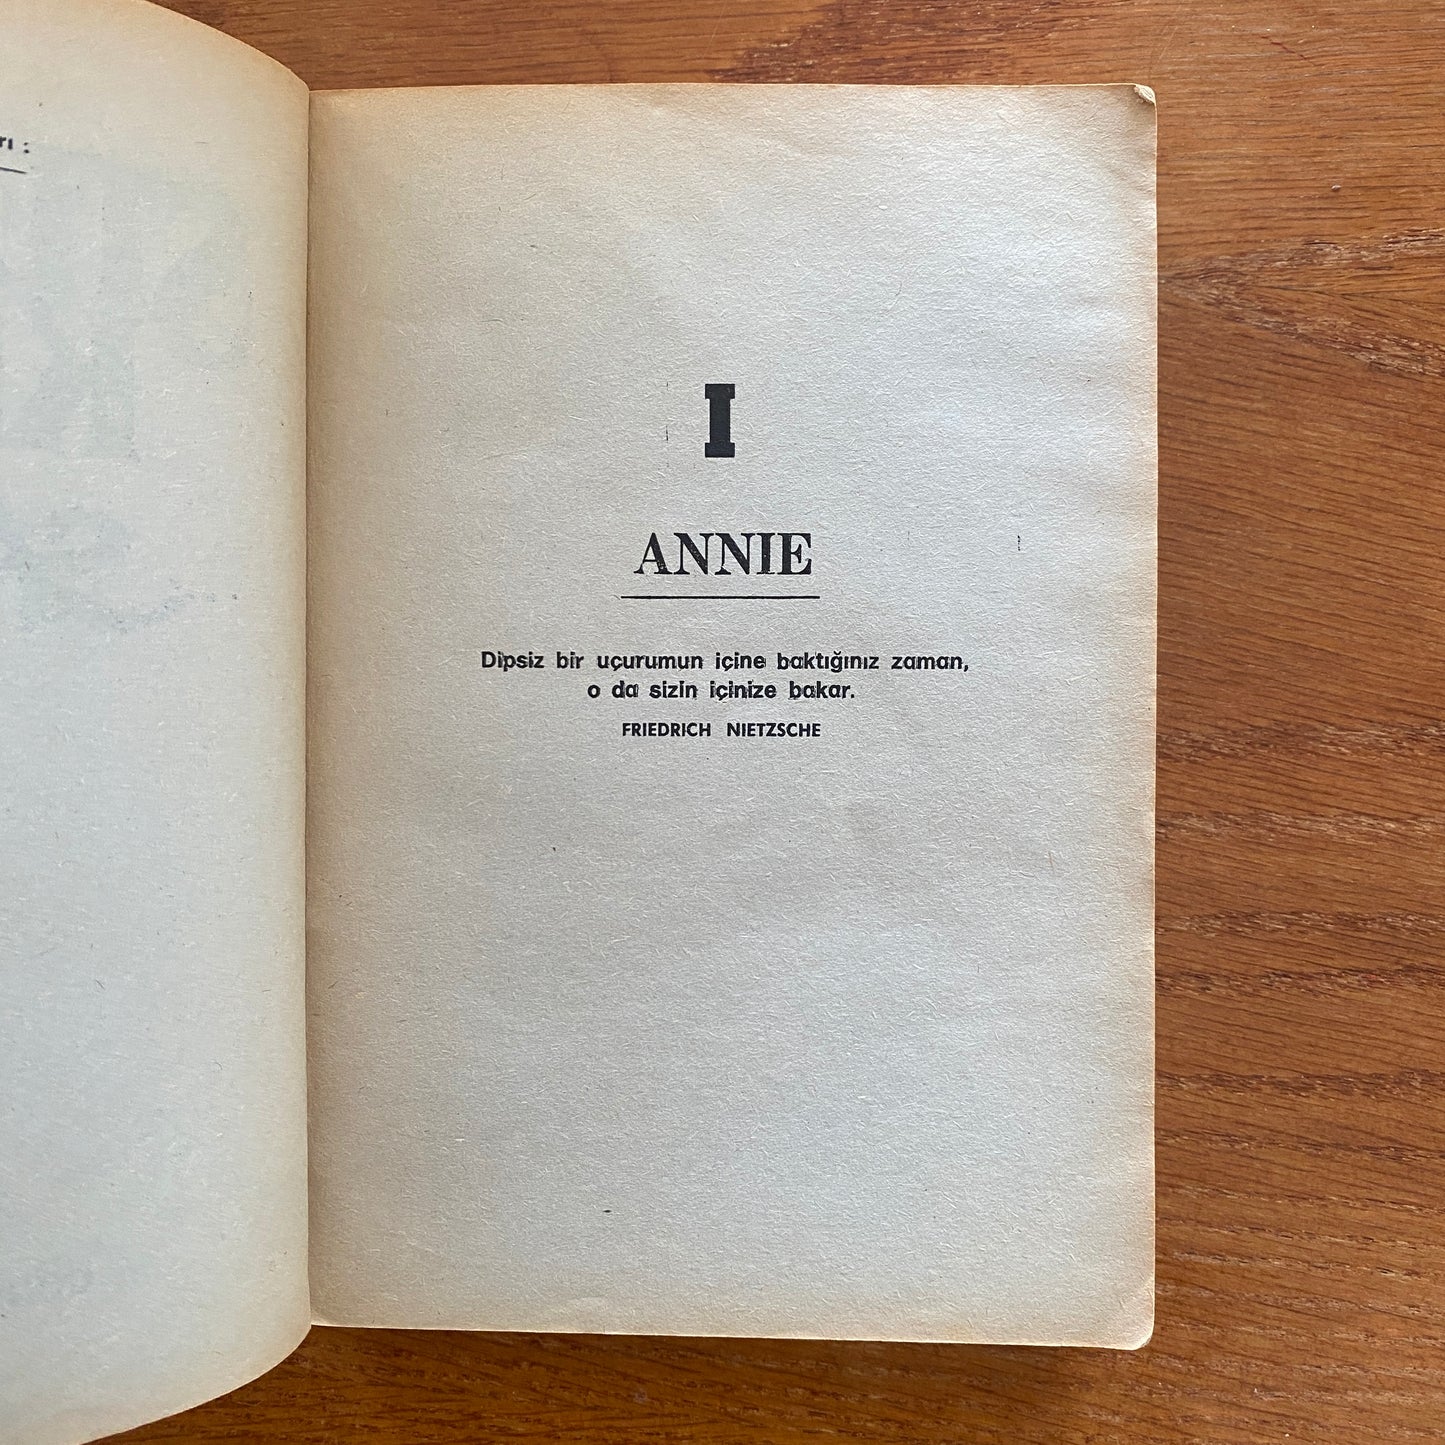 I
ANNIE
Dipsiz bir uçurumun içine baktığınız zaman,
o da sizin içinize bakar.
FRIEDRICH NIETZSCHE